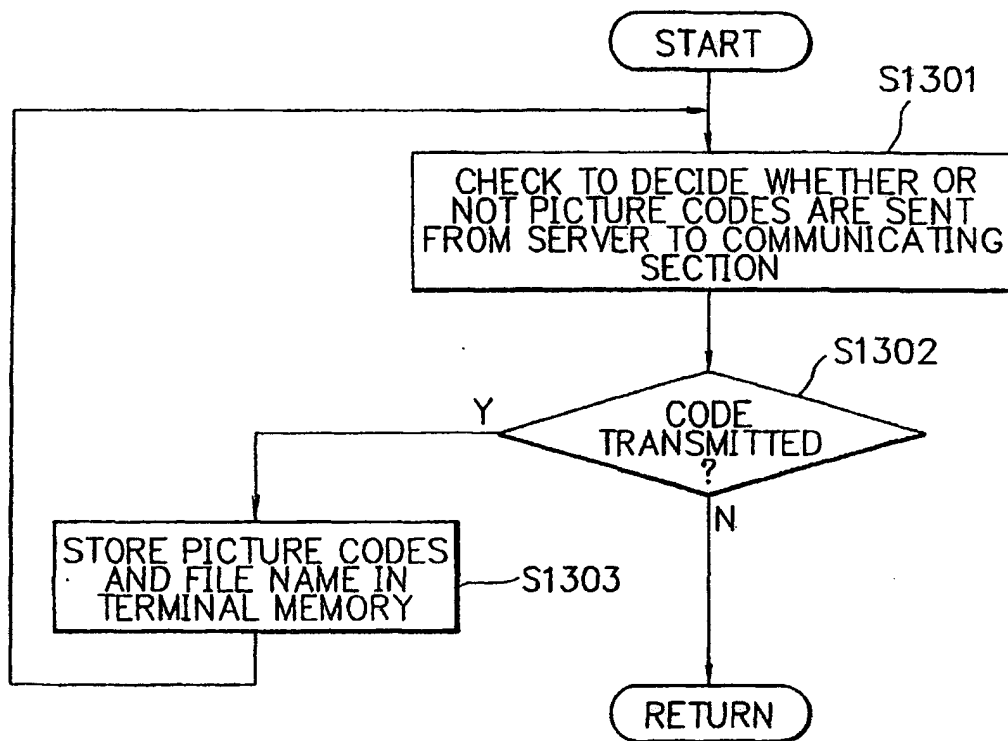 START
S1301
CHECK TO DECIDE WHETHER OR
NOT PICTURE CODES ARE SENT
FROM SERVER TO COMMUNICATING
SECTION
S1302
Y
CODE
TRANSMITTED
?
N
STORE PICTURE CODES
AND FILE NAME IN
TERMINAL MEMORY
S1303
RETURN